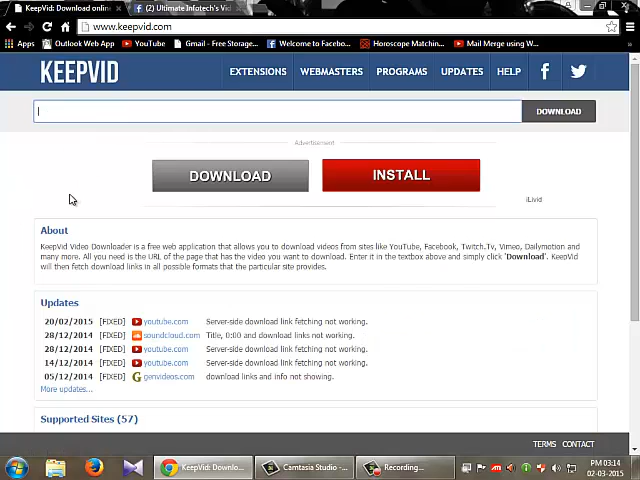 KeepVid: Download online
(2) Ultimate Infotech's Vi
www.keepvid.com
Apps Outlook Web App YouTube Gmail - Free Storag... Welcome to Facebo... Horoscope Matchin... Mail Merge using W...
KEEPVID EXTENSIONS WEBMASTERS PROGRAMS UPDATES HELP
DOWNLOAD
Advertisement
DOWNLOAD INSTALL
iLivid
About
KeepVid Video Downloader is a free web application that allows you to download videos from sites like YouTube, Facebook, Twitch.Tv, Vimeo, Dailymotion and
many more. All you need is the URL of the page that has the video you want to download. Enter it in the textbox above and simply click 'Download'. KeepVid
will then fetch download links in all possible formats that the particular site provides.
Updates
20/02/2015 [FIXED] youtube.com Server-side download link fetching not working.
28/12/2014 [FIXED] soundcloud.com Title, 0:00 and download links not working.
28/12/2014 [FIXED] youtube.com Server-side download link fetching not working.
14/12/2014 [FIXED] youtube.com Server-side download link fetching not working.
05/12/2014 [FIXED] genvideos.com download links and info not showing.
More updates...
Supported Sites (57)
TERMS CONTACT
KeepVid: Downlo... Camtasia Studio -... Recording... PM 03:14
02-03-2015